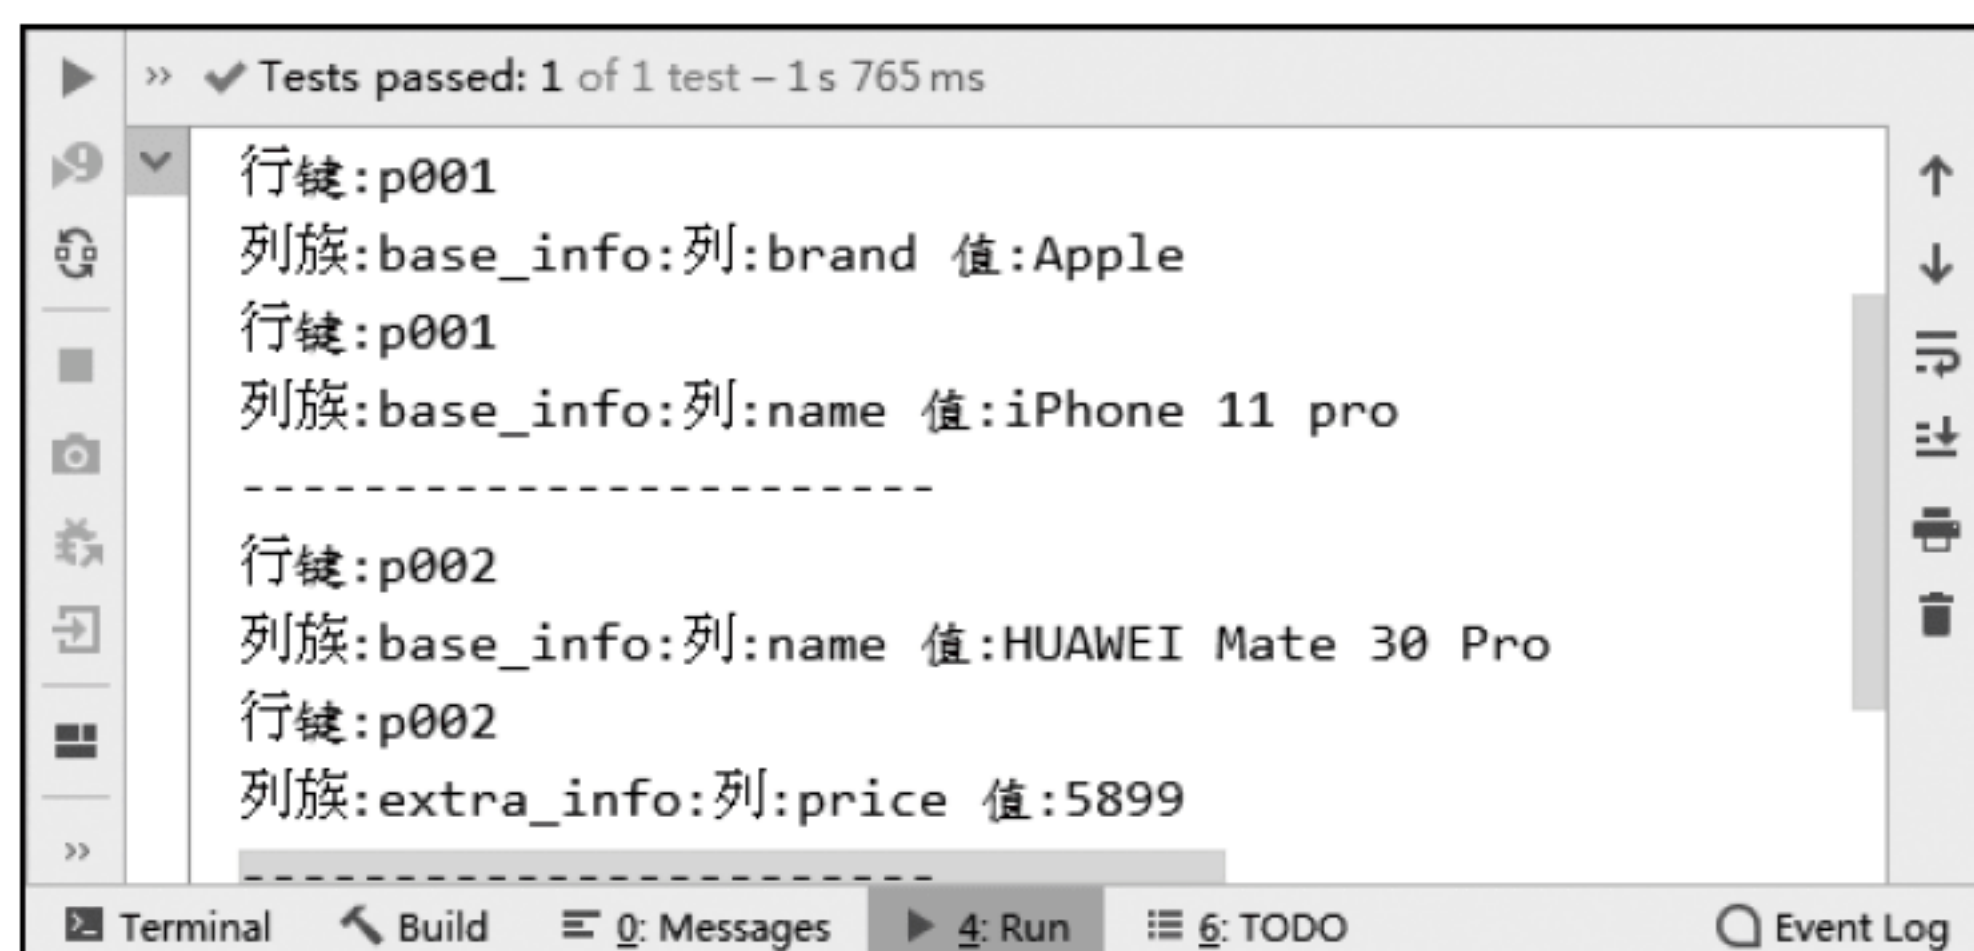 Tests passed: 1 of 1 test – 1 s 765 ms
行键:p001
列族:base_info:列:brand 值:Apple
行键:p001
列族:base_info:列:name 值:iPhone 11 pro
-----------------------
行键:p002
列族:base_info:列:name 值:HUAWEI Mate 30 Pro
行键:p002
列族:extra_info:列:price 值:5899
-----------------------
Terminal Build 0: Messages 4: Run 6: TODO Event Log